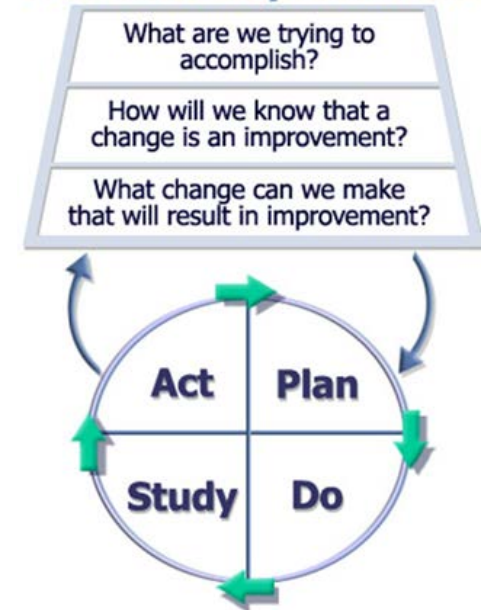 What are we trying to
accomplish?
How will we know that a
change is an improvement?
What change can we make
that will result in improvement?
Act
Plan
Study
Do